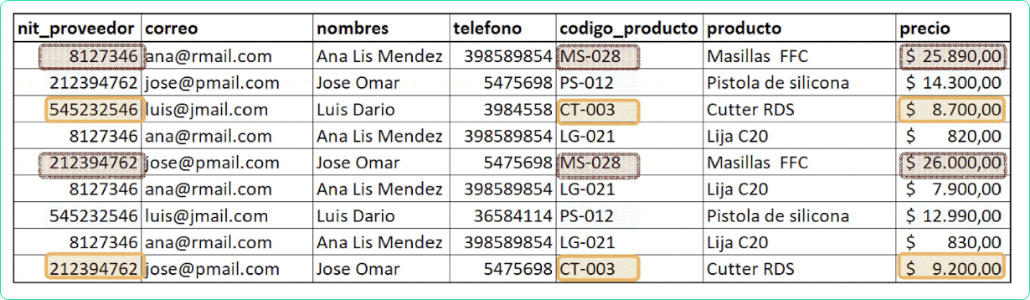 nit_proveedor correo nombres telefono codigo_producto producto precio
8127346 ana@rmail.com Ana Lis Mendez 398589854 MS-028 Masillas FFC $ 25.890,00
212394762 jose@pmail.com Jose Omar 5475698 PS-012 Pistola de silicona $ 14.300,00
545232546 luis@jmail.com Luis Dario 3984558 CT-003 Cutter RDS $ 8.700,00
8127346 ana@rmail.com Ana Lis Mendez 398589854 LG-021 Lija C20 $ 820,00
212394762 jose@pmail.com Jose Omar 5475698 MS-028 Masillas FFC $ 26.000,00
8127346 ana@rmail.com Ana Lis Mendez 398589854 LG-021 Lija C20 $ 7.900,00
545232546 luis@jmail.com Luis Dario 36584114 PS-012 Pistola de silicona $ 12.990,00
8127346 ana@rmail.com Ana Lis Mendez 398589854 LG-021 Lija C20 $ 830,00
212394762 jose@pmail.com Jose Omar 5475698 CT-003 Cutter RDS $ 9.200,00